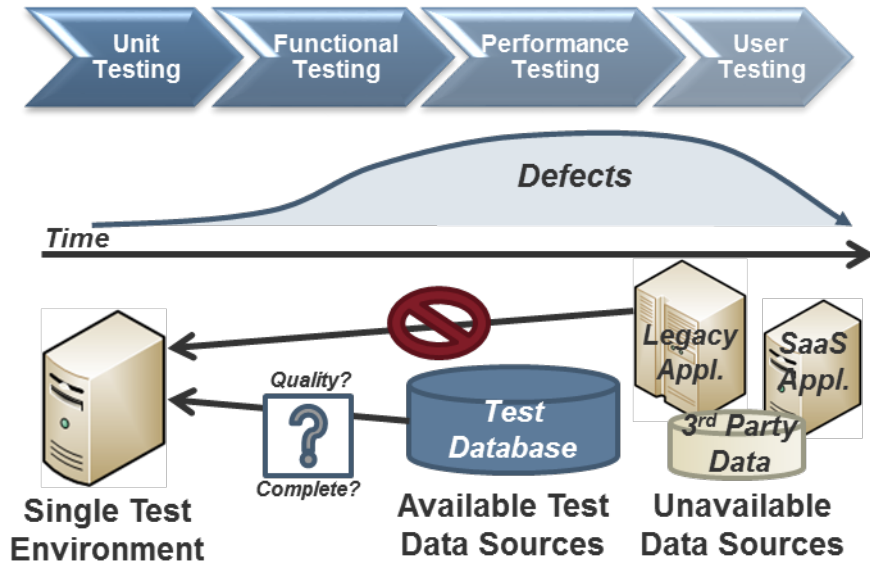 Unit
Testing
Functional
Testing
Performance
Testing
User
Testing
Defects
Time
Legacy
Appl.
SaaS
Appl.
Quality?
Complete?
Test
Database
3rd Party
Data
Single Test
Environment
Available Test
Data Sources
Unavailable
Data Sources